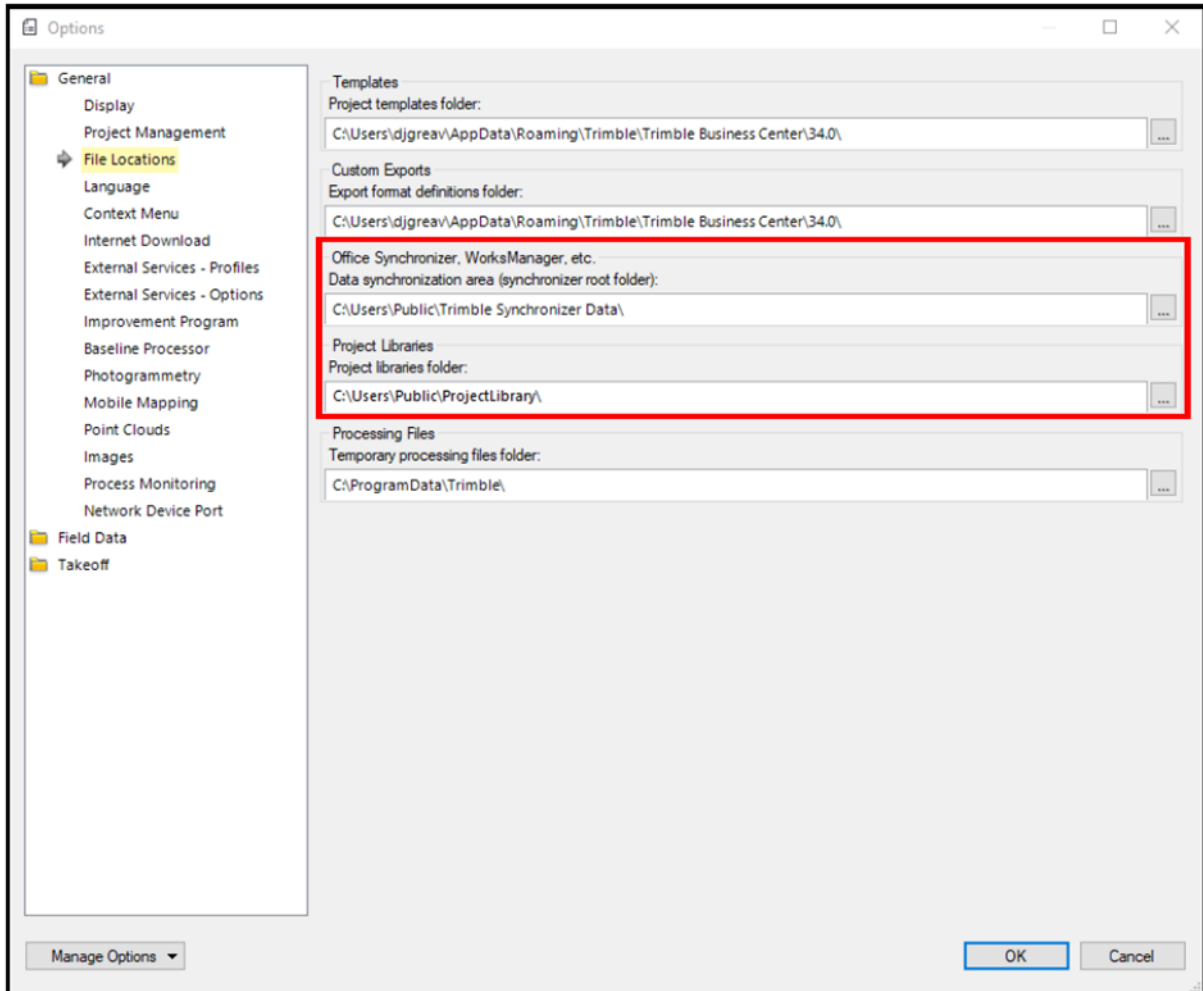 Options
General
Display
Project Management
File Locations
Language
Context Menu
Internet Download
External Services - Profiles
External Services - Options
Improvement Program
Baseline Processor
Photogrammetry
Mobile Mapping
Point Clouds
Images
Process Monitoring
Network Device Port
Field Data
Takeoff
Templates
Project templates folder:
C:\Users\djgreav\AppData\Roaming\Trimble\Trimble Business Center\34.0\
...
Custom Exports
Export format definitions folder:
C:\Users\djgreav\AppData\Roaming\Trimble\Trimble Business Center\34.0\
...
Office Synchronizer, WorksManager, etc.
Data synchronization area (synchronizer root folder):
C:\Users\Public\Trimble Synchronizer Data\
...
Project Libraries
Project libraries folder:
C:\Users\Public\ProjectLibrary\
...
Processing Files
Temporary processing files folder:
C:\ProgramData\Trimble\
...
Manage Options
OK
Cancel